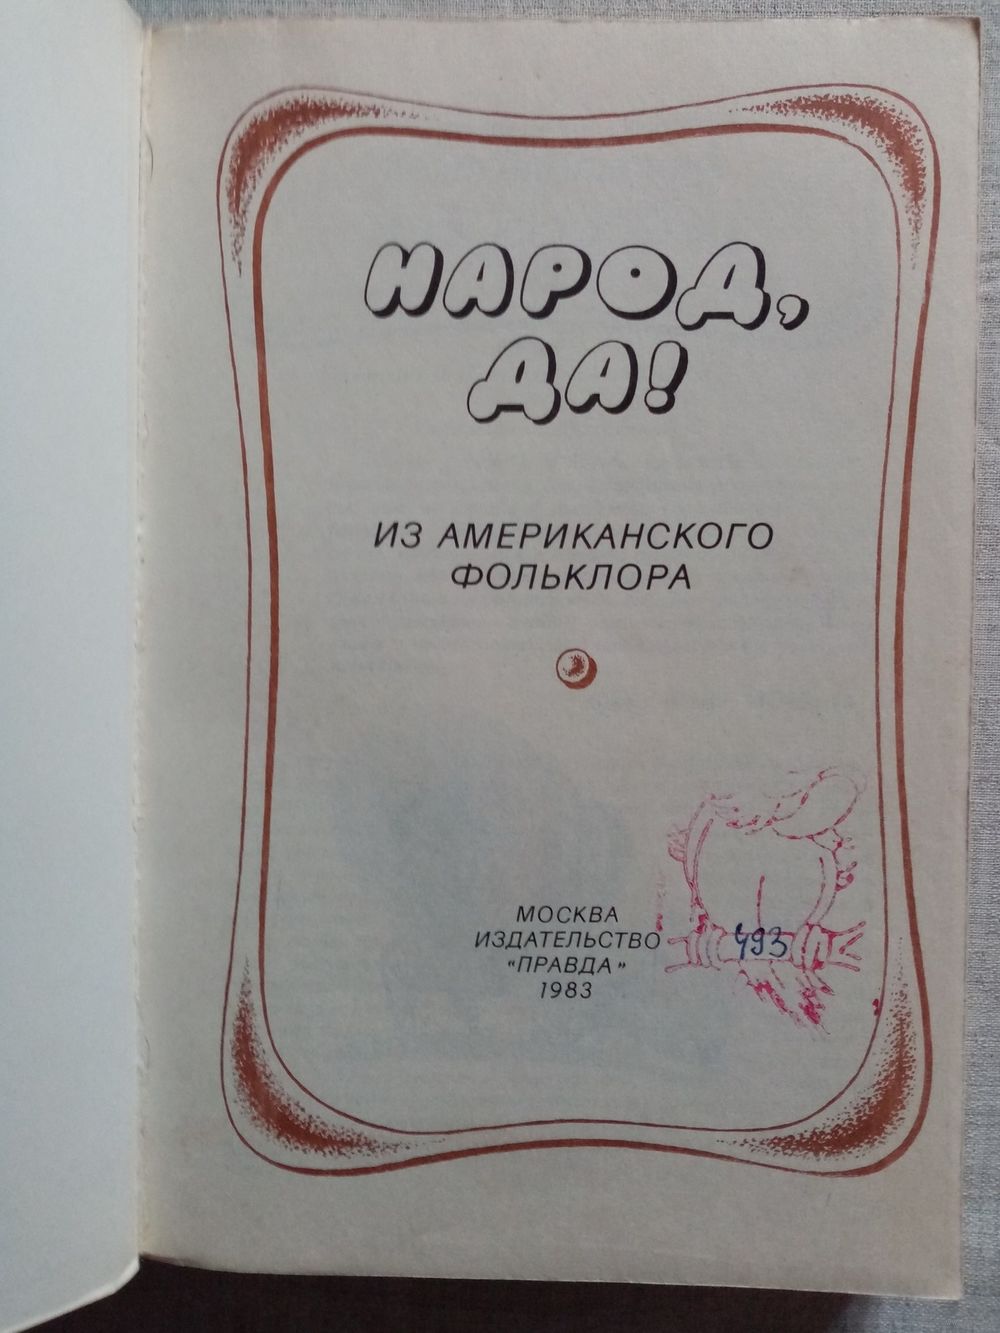 НАРОД,
ДА!
ИЗ АМЕРИКАНСКОГО
ФОЛЬКЛОРА
МОСКВА
ИЗДАТЕЛЬСТВО
«ПРАВДА»
1983
493